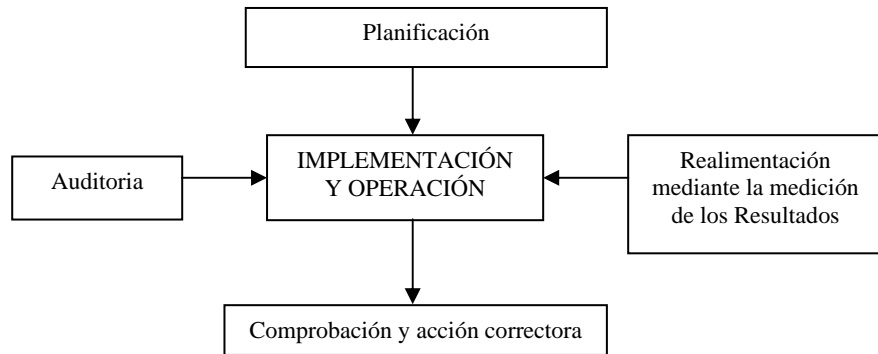 Planificación
IMPLEMENTACIÓN
Y OPERACIÓN
Auditoria
Realimentación
mediante la medición
de los Resultados
Comprobación y acción correctora